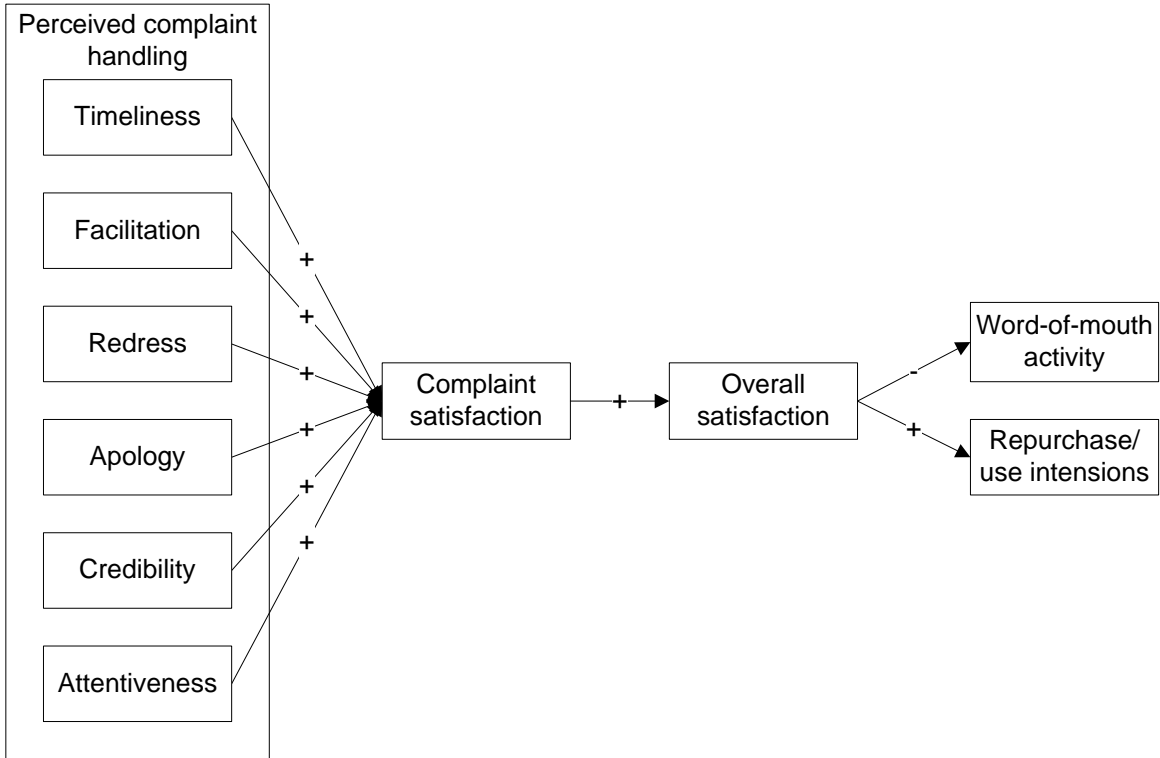 Perceived complaint
handling
Timeliness
+
Facilitation
+
Redress
+
Apology
+
Credibility
+
Attentiveness
+
Complaint
satisfaction
+
Overall
satisfaction
-
+
Word-of-mouth
activity
Repurchase/
use intensions